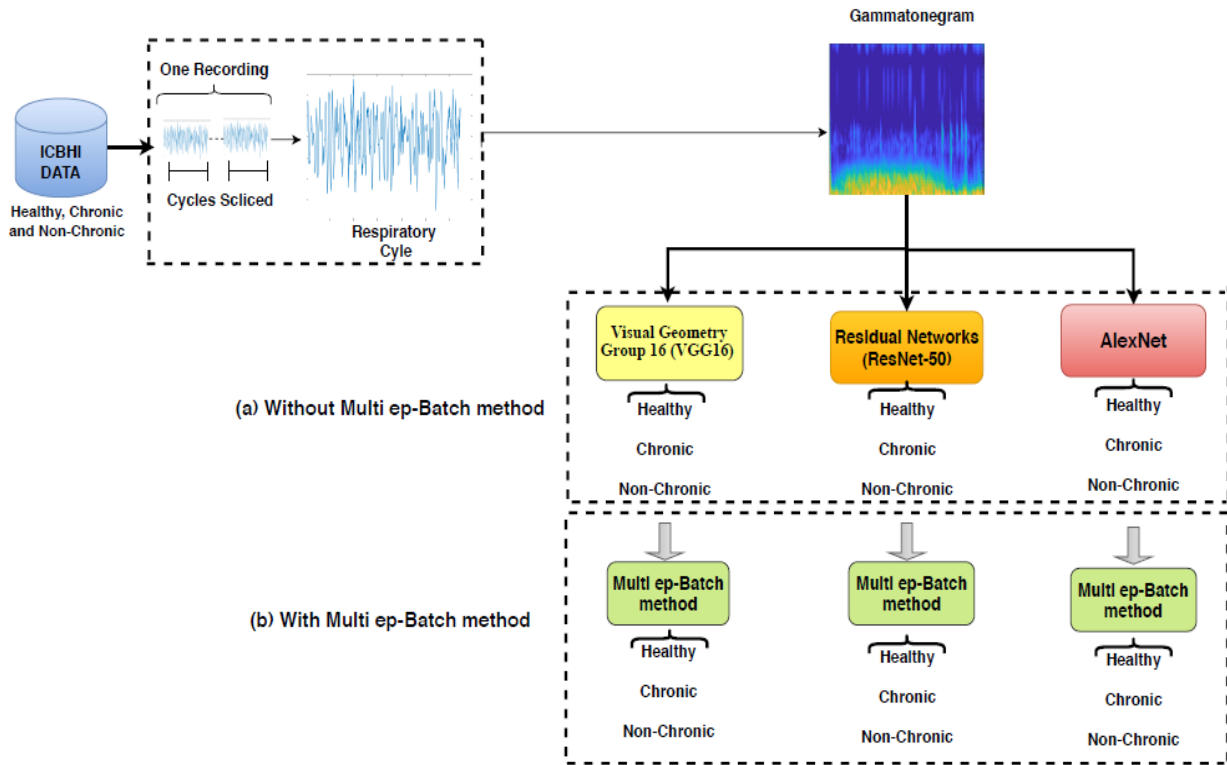 Gammatonegram
One Recording
ICBHI
DATA
Cycles Scliced
Healthy, Chronic
and Non-Chronic
Respiratory
Cyle
Visual Geometry
Group 16 (VGG16)
Residual Networks
(ResNet-50)
AlexNet
(a) Without Multi ep-Batch method
Healthy
Chronic
Non-Chronic
Healthy
Chronic
Non-Chronic
Healthy
Chronic
Non-Chronic
(b) With Multi ep-Batch method
Multi ep-Batch
method
Healthy
Chronic
Non-Chronic
Multi ep-Batch
method
Healthy
Chronic
Non-Chronic
Multi ep-Batch
method
Healthy
Chronic
Non-Chronic